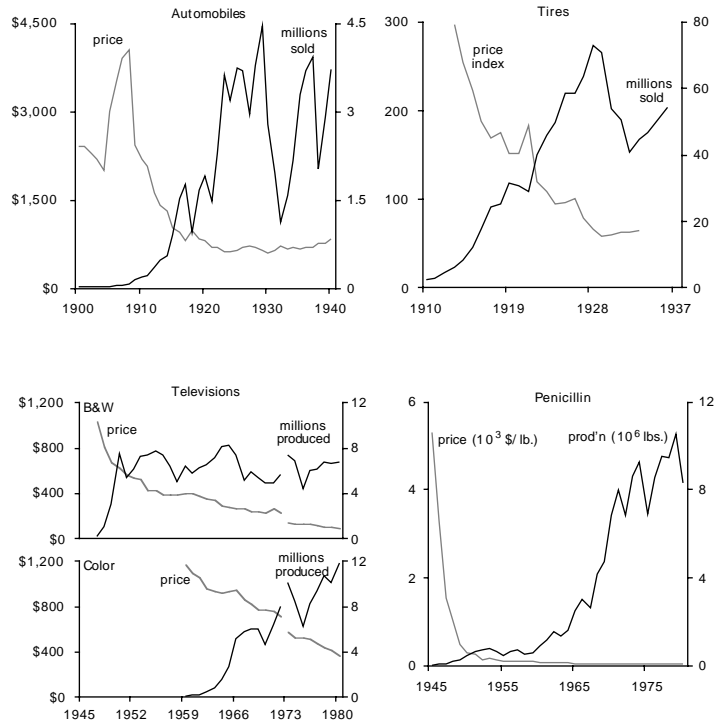 Automobiles
$4,500
4.5
price
millions
sold
$3,000
3
$1,500
1.5
$0
0
1900
1910
1920
1930
1940
Tires
300
80
price
index
millions
sold
60
200
40
100
20
0
0
1910
1919
1928
1937
Televisions
$1,200
B&W
12
price
millions
produced
$800
8
$400
4
$0
0
$1,200
Color
12
millions
produced
price
$800
8
$400
4
$0
0
1945
1952
1959
1966
1973
1980
Penicillin
6
12
price (10³ $/lb.)
prod'n (10⁶ lbs.)
4
8
2
4
0
0
1945
1955
1965
1975